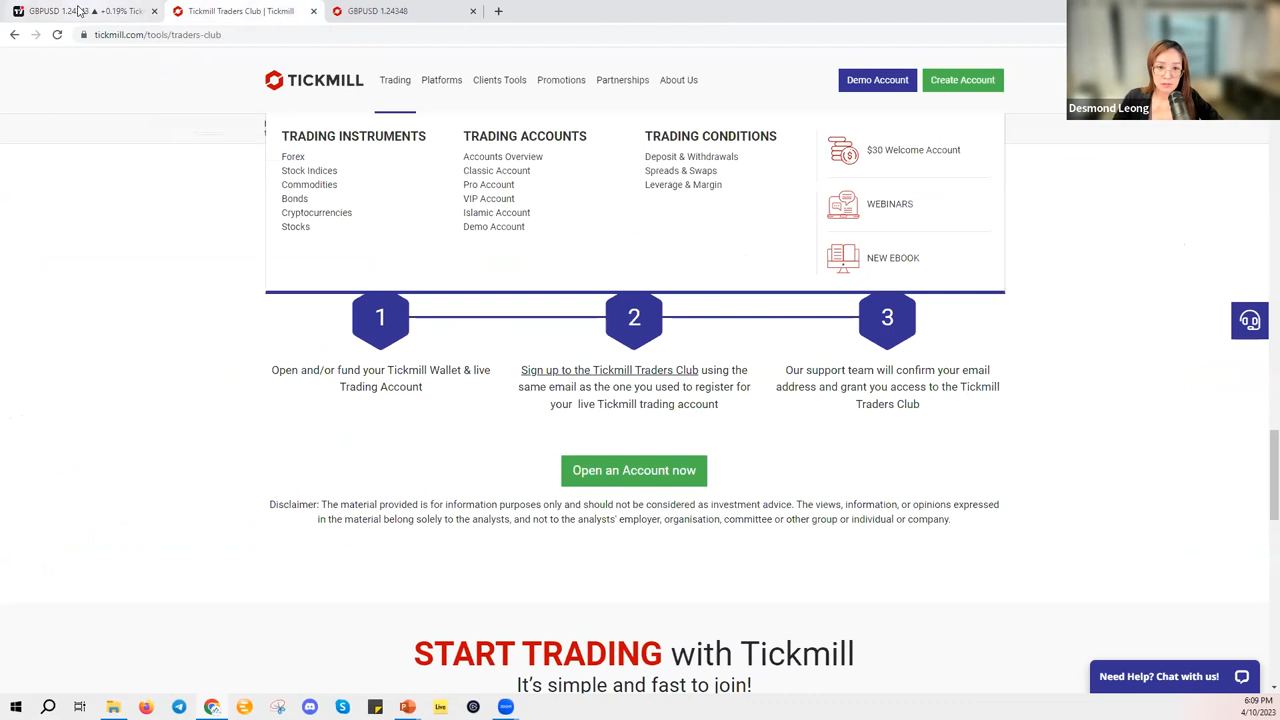 GBPUSD 1.24
▲ +0.19% Tick
Tickmill Traders Club | Tickmill
GBPUSD 1.24348
tickmill.com/tools/traders-club
TICKMILL
Trading
Platforms
Clients Tools
Promotions
Partnerships
About Us
Demo Account
Create Account
Desmond Leong
TRADING INSTRUMENTS
Forex
Stock Indices
Commodities
Bonds
Cryptocurrencies
Stocks
TRADING ACCOUNTS
Accounts Overview
Classic Account
Pro Account
VIP Account
Islamic Account
Demo Account
TRADING CONDITIONS
Deposit & Withdrawals
Spreads & Swaps
Leverage & Margin
$30 Welcome Account
WEBINARS
NEW EBOOK
1
2
3
Open and/or fund your Tickmill Wallet & live
Trading Account
Sign up to the Tickmill Traders Club using the
same email as the one you used to register for
your live Tickmill trading account
Our support team will confirm your email
address and grant you access to the Tickmill
Traders Club
Open an Account now
Disclaimer: The material provided is for information purposes only and should not be considered as investment advice. The views, information, or opinions expressed
in the material belong solely to the analysts, and not to the analysts' employer, organisation, committee or other group or individual or company.
START TRADING with Tickmill
It's simple and fast to join!
Need Help? Chat with us!
Live
zoom
6:09 PM
4/10/2023